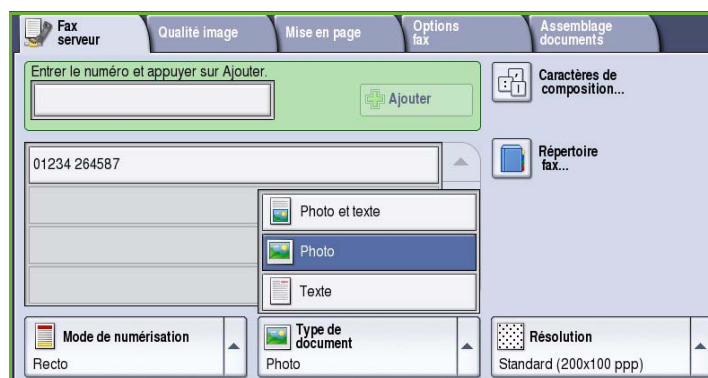 Fax
serveur
Qualité image
Mise en page
Options
fax
Assemblage
documents
Entrer le numéro et appuyer sur Ajouter.
Ajouter
Caractères de
composition...
01234 264587
Répertoire
fax...
Photo et texte
Photo
Texte
Mode de numérisation
Recto
Type de
document
Photo
Résolution
Standard (200x100 ppp)